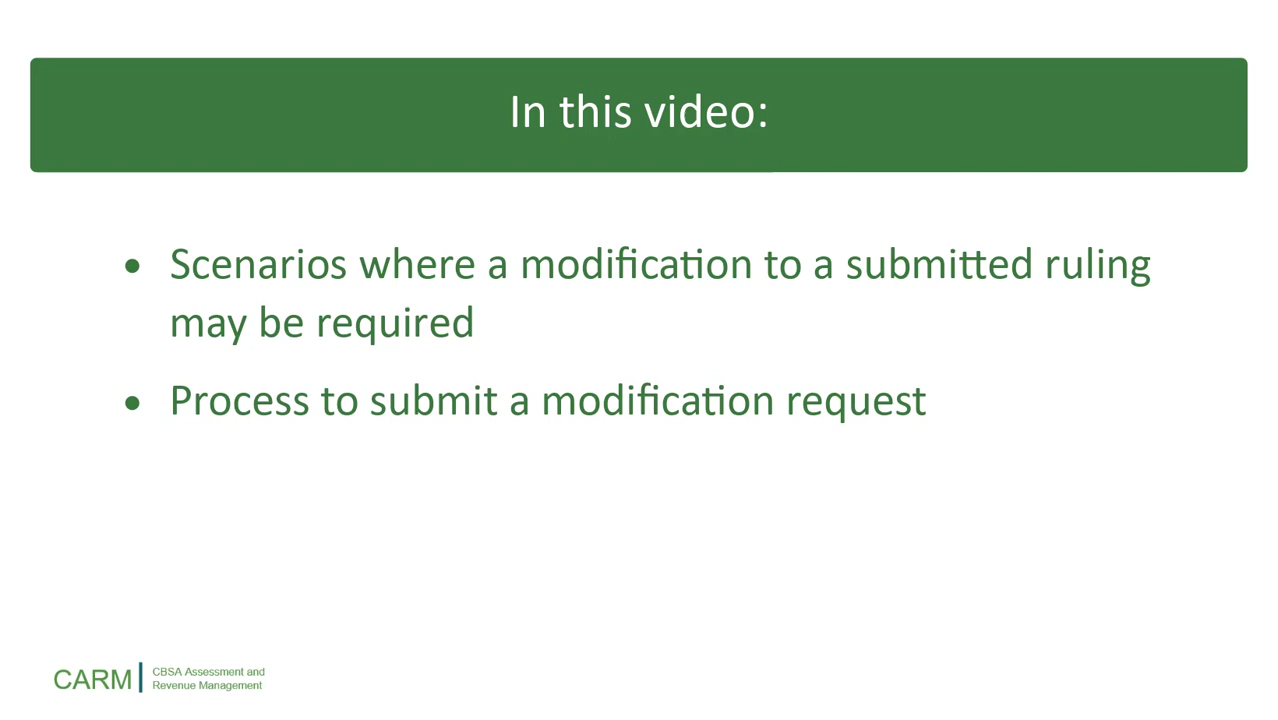 In this video:
• Scenarios where a modification to a submitted ruling
may be required
• Process to submit a modification request
CARM
CBSA Assessment and
Revenue Management